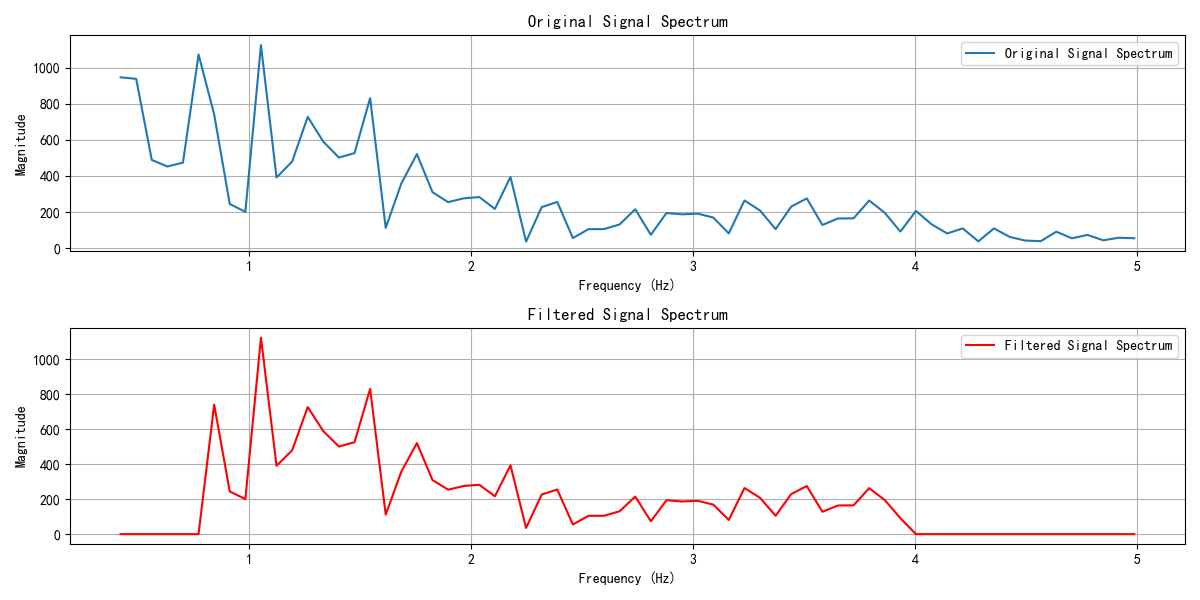 Original Signal Spectrum
Original Signal Spectrum
Magnitude
1000
800
600
400
200
0
1 2 3 4 5
Frequency (Hz)
Filtered Signal Spectrum
Filtered Signal Spectrum
Magnitude
1000
800
600
400
200
0
1 2 3 4 5
Frequency (Hz)